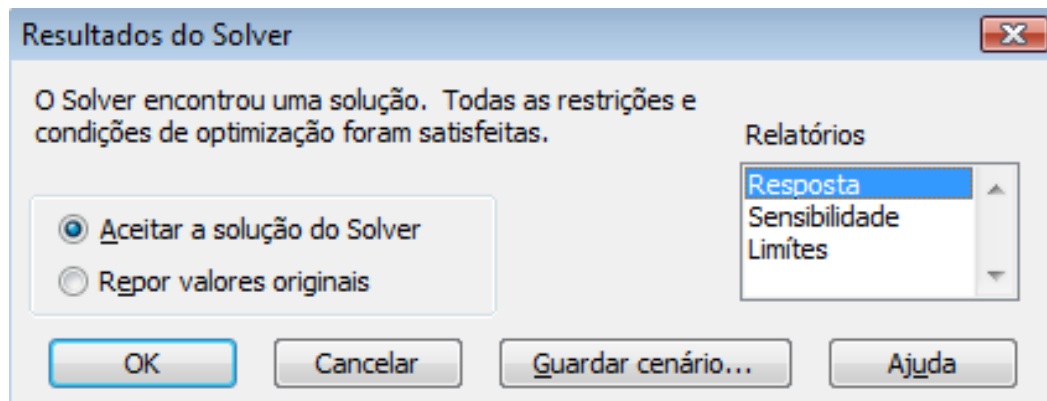 Resultados do Solver
O Solver encontrou uma solução. Todas as restrições e
condições de optimização foram satisfeitas.
Relatórios
Resposta
Sensibilidade
Limítes
Aceitar a solução do Solver
Repor valores originais
OK
Cancelar
Guardar cenário...
Ajuda